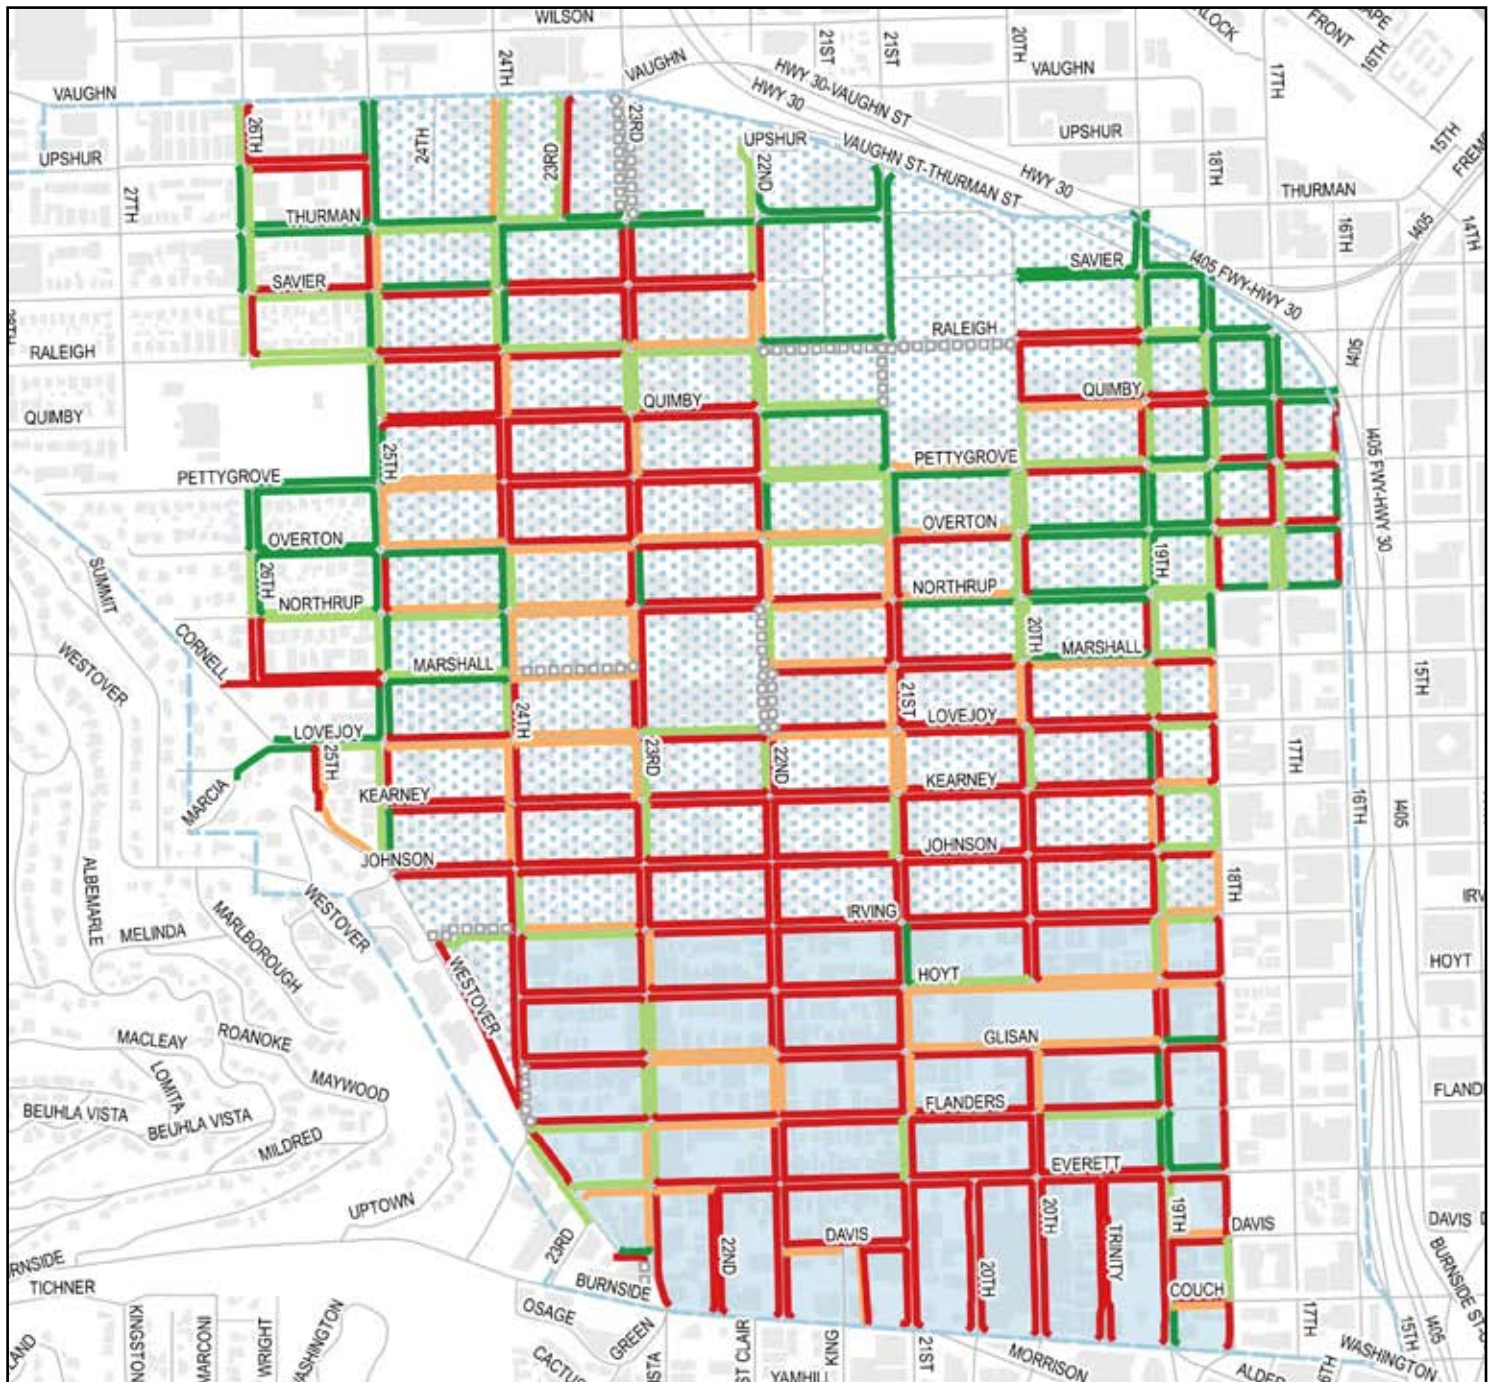 WILSON
FRONT
16TH
24TH
21ST
21ST
20TH
VAUGHN
VAUGHN
17TH
HWY 30-VAUGHN ST
HWY 30
VAUGHN
26TH
24TH
23RD
23RD
UPSHUR
22ND
VAUGHN ST-THURMAN ST
UPSHUR
15TH
UPSHUR
HWY 30
18TH
THURMAN
27TH
THURMAN
16TH
I405
14TH
SAVIER
SAVIER
I405 FWY-HWY 30
RALEIGH
RALEIGH
I405
QUIMBY
QUIMBY
QUIMBY
25TH
PETTYGROVE
PETTYGROVE
I405 FWY-HWY 30
OVERTON
OVERTON
SUMMIT
26TH
19TH
NORTHRUP
NORTHRUP
CORNELL
20TH
MARSHALL
MARSHALL
WESTOVER
21ST
15TH
24TH
LOVEJOY
LOVEJOY
25TH
23RD
22ND
17TH
MARCIA
KEARNEY
KEARNEY
16TH
I405
JOHNSON
JOHNSON
ALBEMARLE
18TH
WESTOVER
MARLBOROUGH
IRVING
MELINDA
HOYT
HOYT
WESTOVER
MACLEAY
ROANOKE
GLISAN
LOMITA
MAYWOOD
BEUHLA VISTA
BEUHLA VISTA
FLANDERS
MILDRED
EVERETT
UPTOWN
23RD
22ND
DAVIS
20TH
20TH
TRINITY
19TH
DAVIS
DAVIS
TICHNER
BURNSIDE
COUCH
OSAGE
GREEN
KINGSTON
MARCONI
WRIGHT
KING
21ST
17TH
15TH
I405
MORRISON
WASHINGTON
YAMHILL